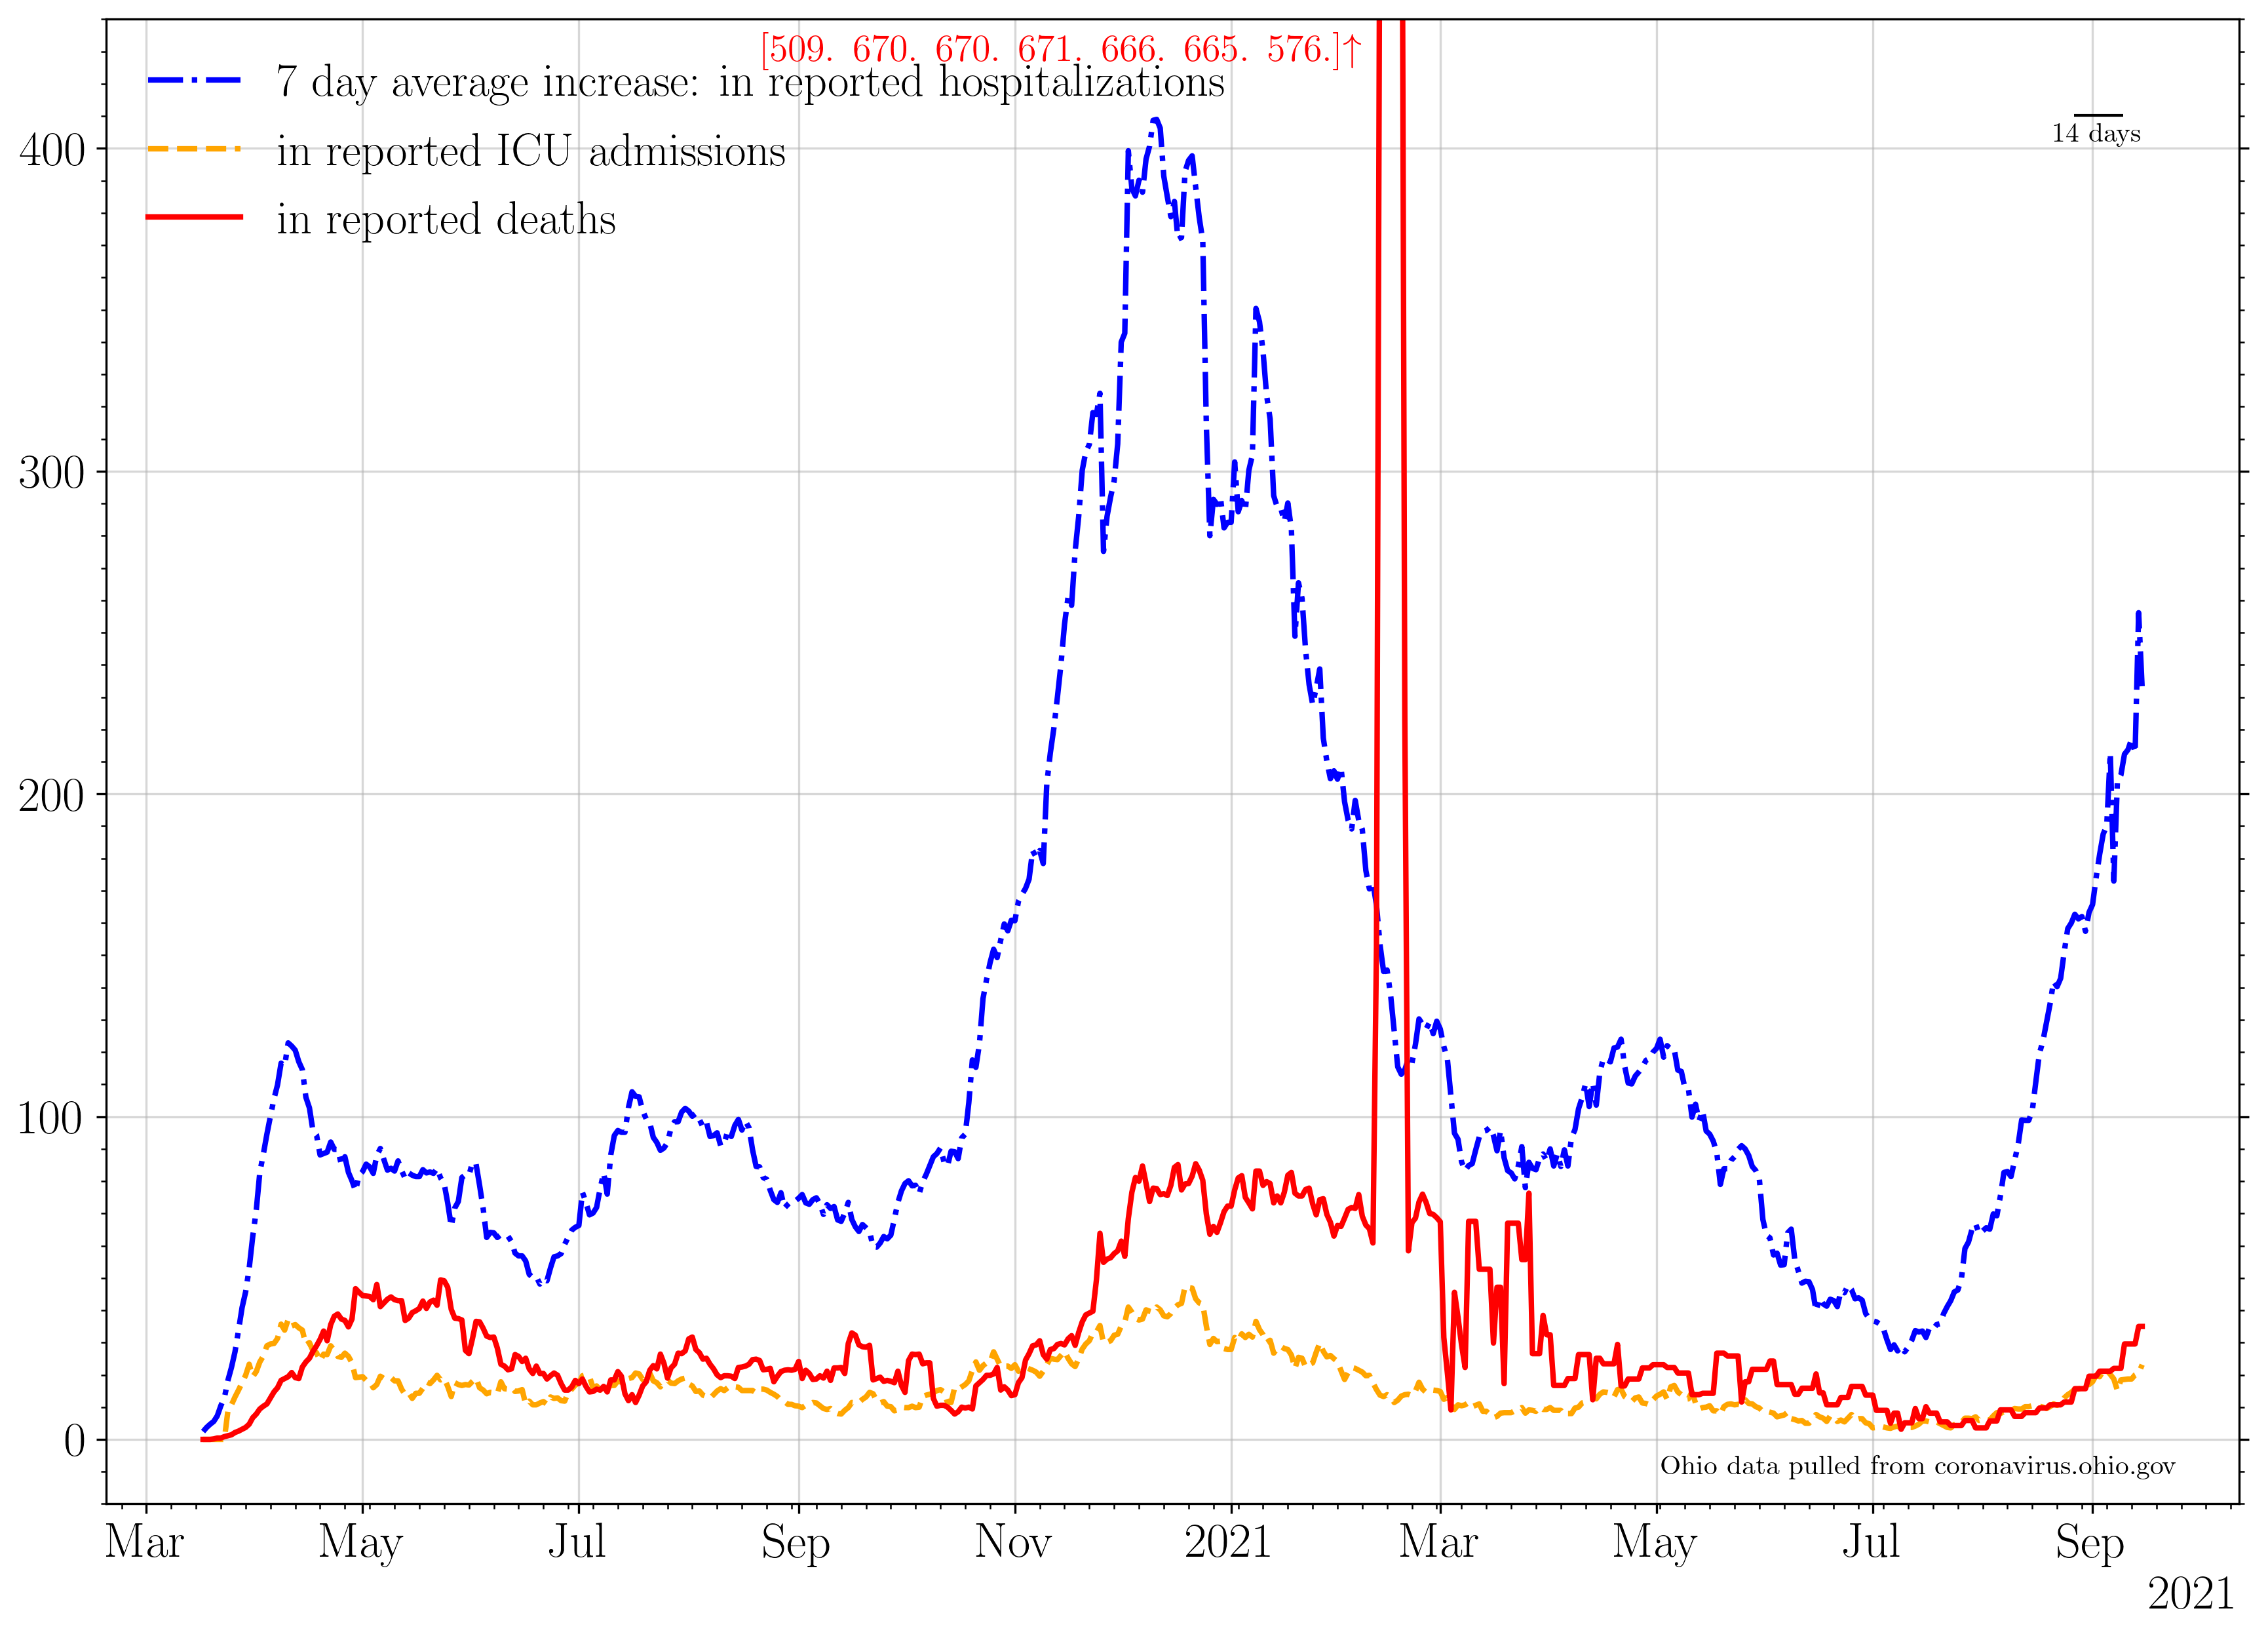 [509. 670. 670. 671. 666. 665. 576.]↑
7 day average increase: in reported hospitalizations
in reported ICU admissions
in reported deaths
14 days
400
300
200
100
0
Ohio data pulled from coronavirus.ohio.gov
Mar May Jul Sep Nov 2021 Mar May Jul Sep
2021